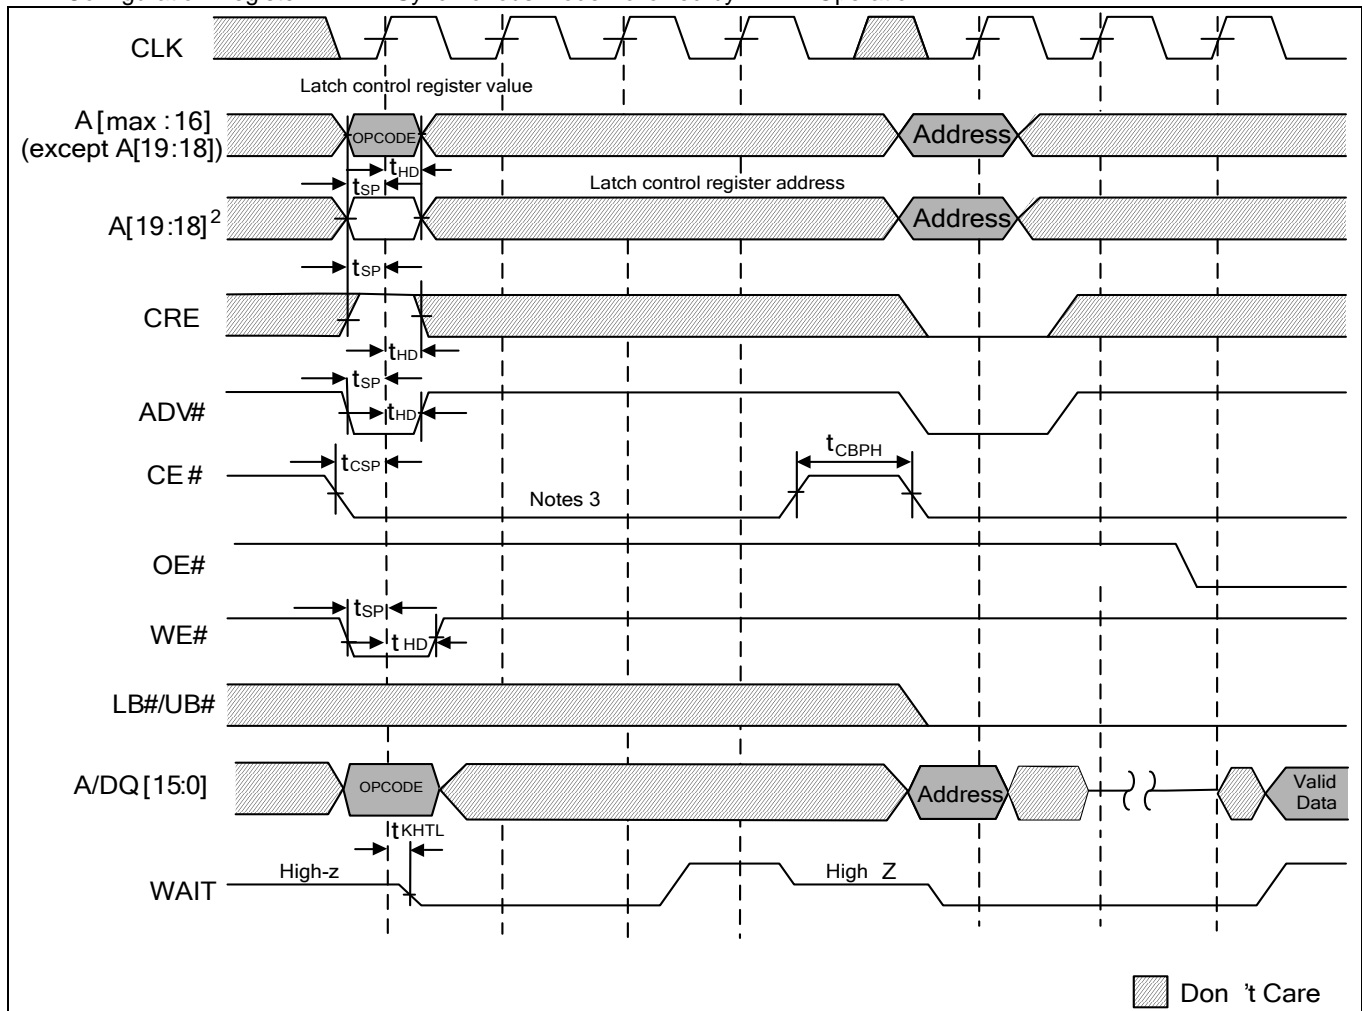 CLK
Latch control register value
A[max : 16]
(except A[19:18])
OPCODE
Address
tHD
tSP
Latch control register address
A[19:18]2
Address
tSP
CRE
tHD
tSP
ADV#
tHD
tCSP
tCBPH
CE #
Notes 3
OE#
tSP
WE#
t HD
LB#/UB#
A/DQ[15:0]
OPCODE
Address
Valid
Data
tKHTL
High-z
High Z
WAIT
Don 't Care